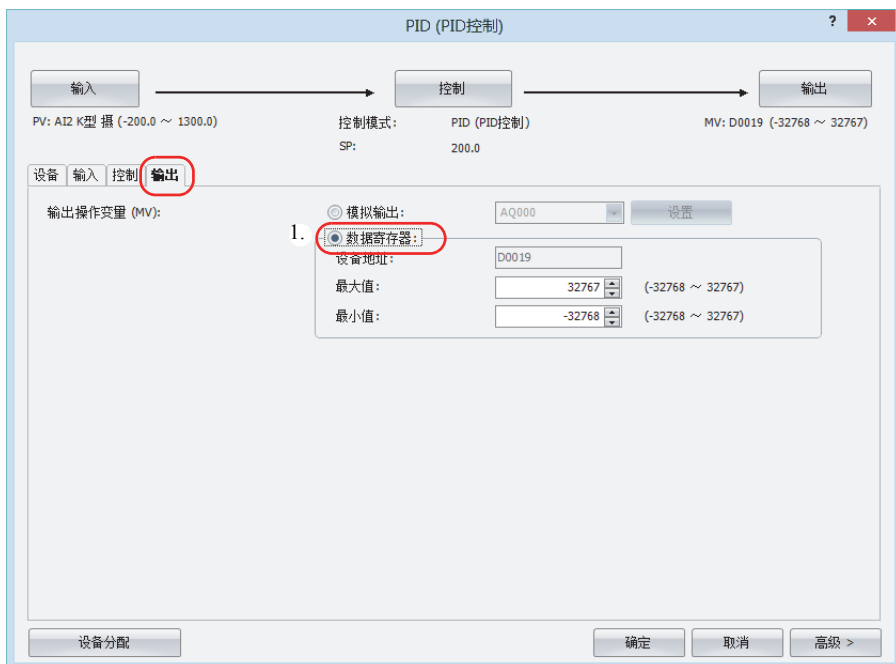 PID (PID控制)
?
×
输入
控制
输出
PV: AI2 K型 摄 (-200.0 ～ 1300.0)
控制模式: PID (PID控制)
MV: D0019 (-32768 ～ 32767)
SP: 200.0
设备 输入 控制 输出
输出操作变量 (MV): 模拟输出: AQ000 设置
1. 数据寄存器:
设备地址: D0019
最大值: 32767 (-32768 ～ 32767)
最小值: -32768 (-32768 ～ 32767)
设备分配 确定 取消 高级 >